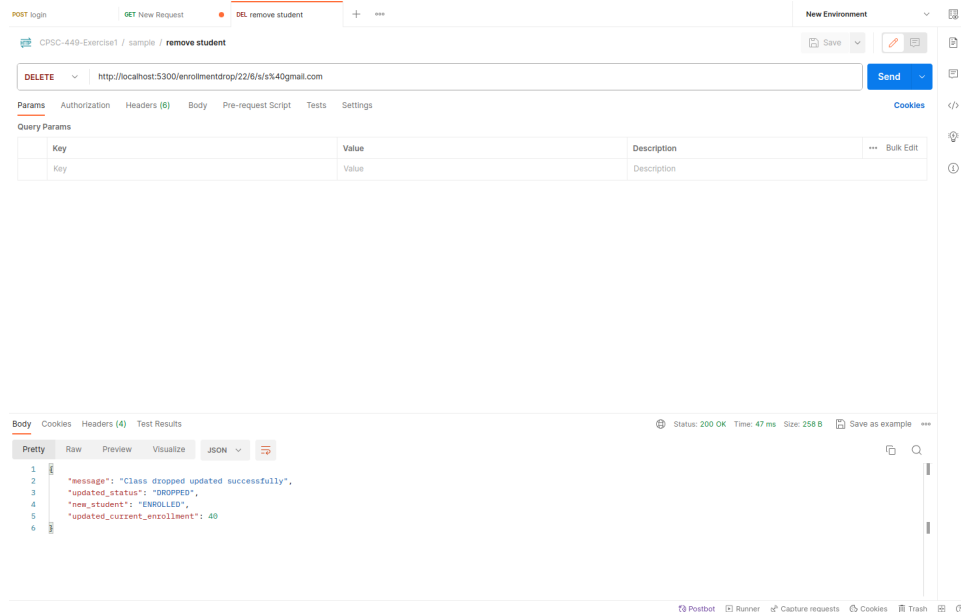 POST login GET New Request DEL remove student New Environment
CPSC-449-Exercise1 / sample / remove student Save
DELETE http://localhost:5300/enrollmentdrop/22/6/s/s%40gmail.com Send
Params Authorization Headers (6) Body Pre-request Script Tests Settings Cookies
Query Params
Key Value Description Bulk Edit
Key Value Description
Body Cookies Headers (4) Test Results Status: 200 OK Time: 47 ms Size: 258 B Save as example
Pretty Raw Preview Visualize JSON
1 {
2 "message": "Class dropped updated successfully",
3 "updated_status": "DROPPED",
4 "new_student": "ENROLLED",
5 "updated_current_enrollment": 40
6 }
Postbot Runner Capture requests Cookies Trash